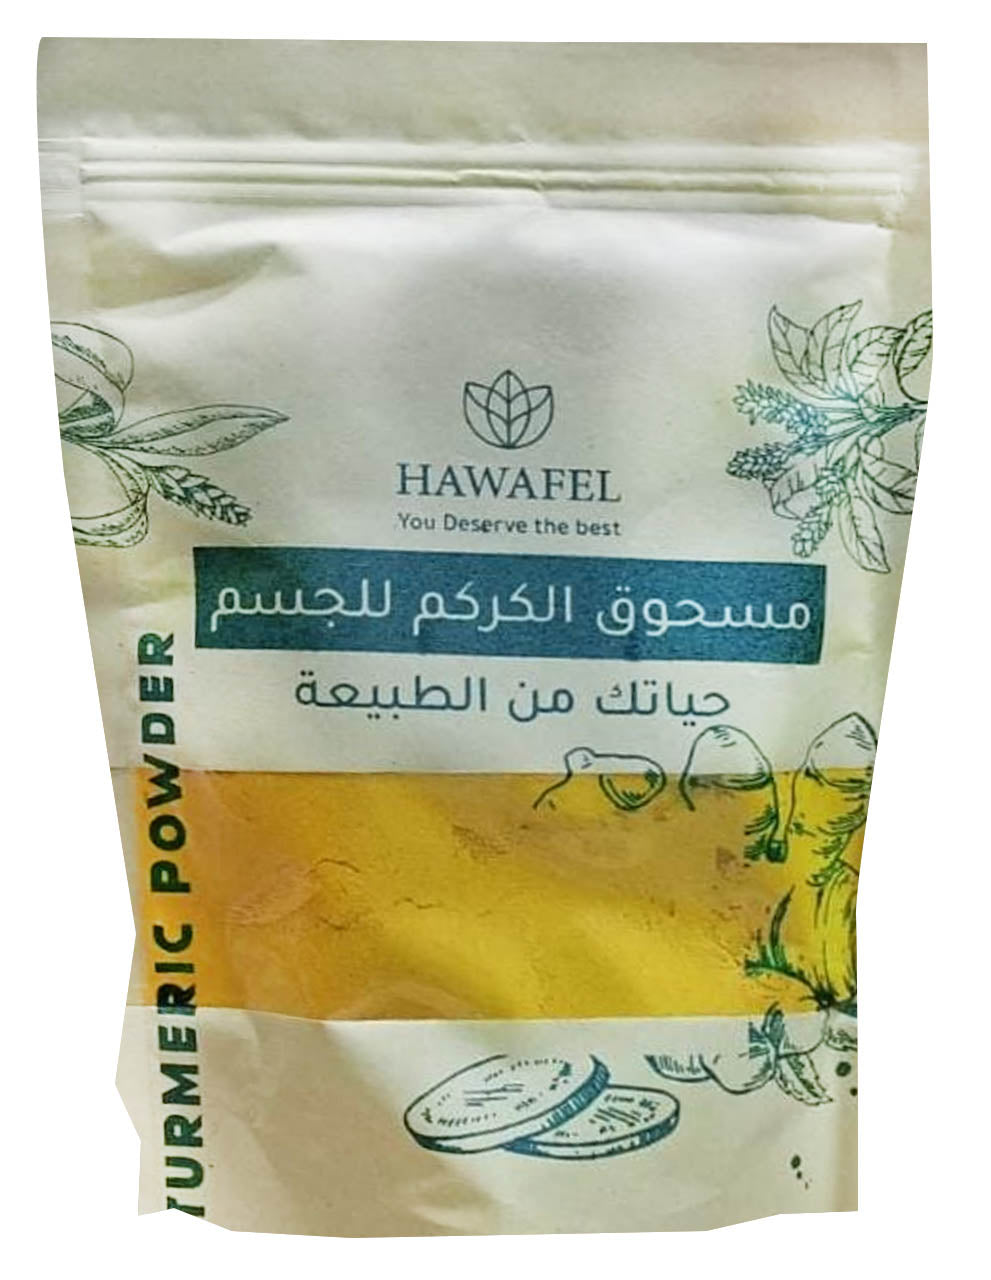 HAWAFEL
You Deserve the best
مسحوق الكركم للجسم
حياتك من الطبيعة
TURMERIC POWDER